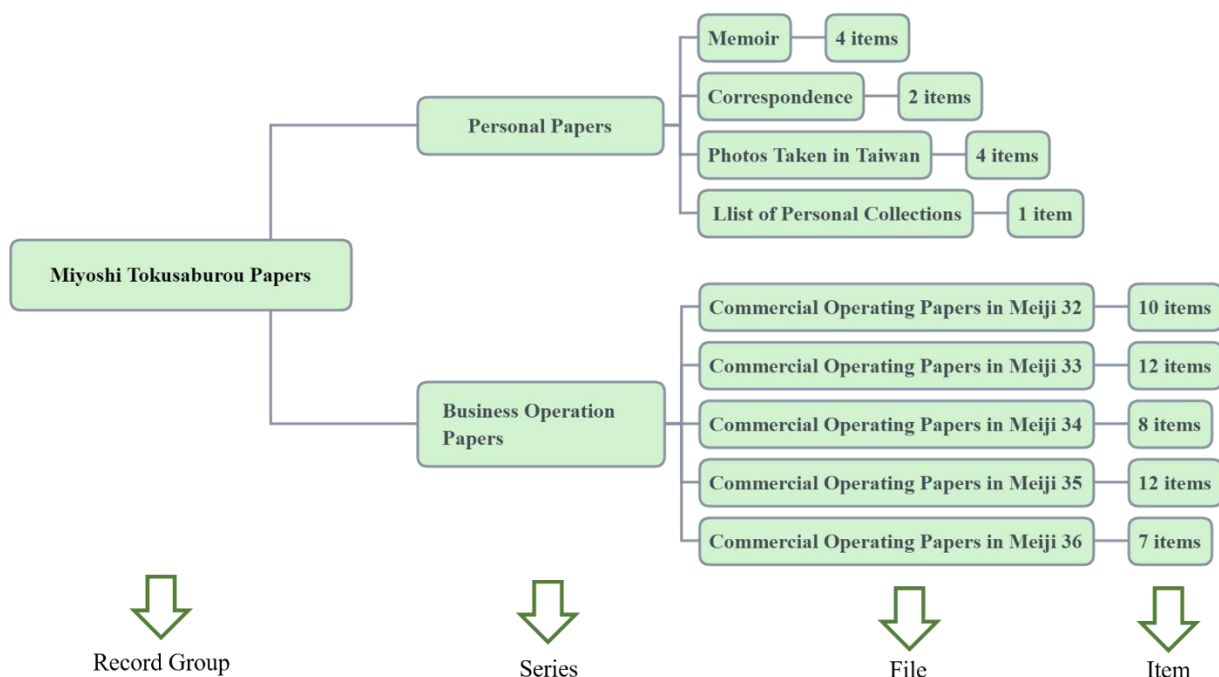 Memoir
4 items
Correspondence
2 items
Personal Papers
Photos Taken in Taiwan
4 items
Llist of Personal Collections
1 item
Miyoshi Tokusaburou Papers
Commercial Operating Papers in Meiji 32
10 items
Commercial Operating Papers in Meiji 33
12 items
Business Operation
Papers
Commercial Operating Papers in Meiji 34
8 items
Commercial Operating Papers in Meiji 35
12 items
Commercial Operating Papers in Meiji 36
7 items
Record Group
Series
File
Item